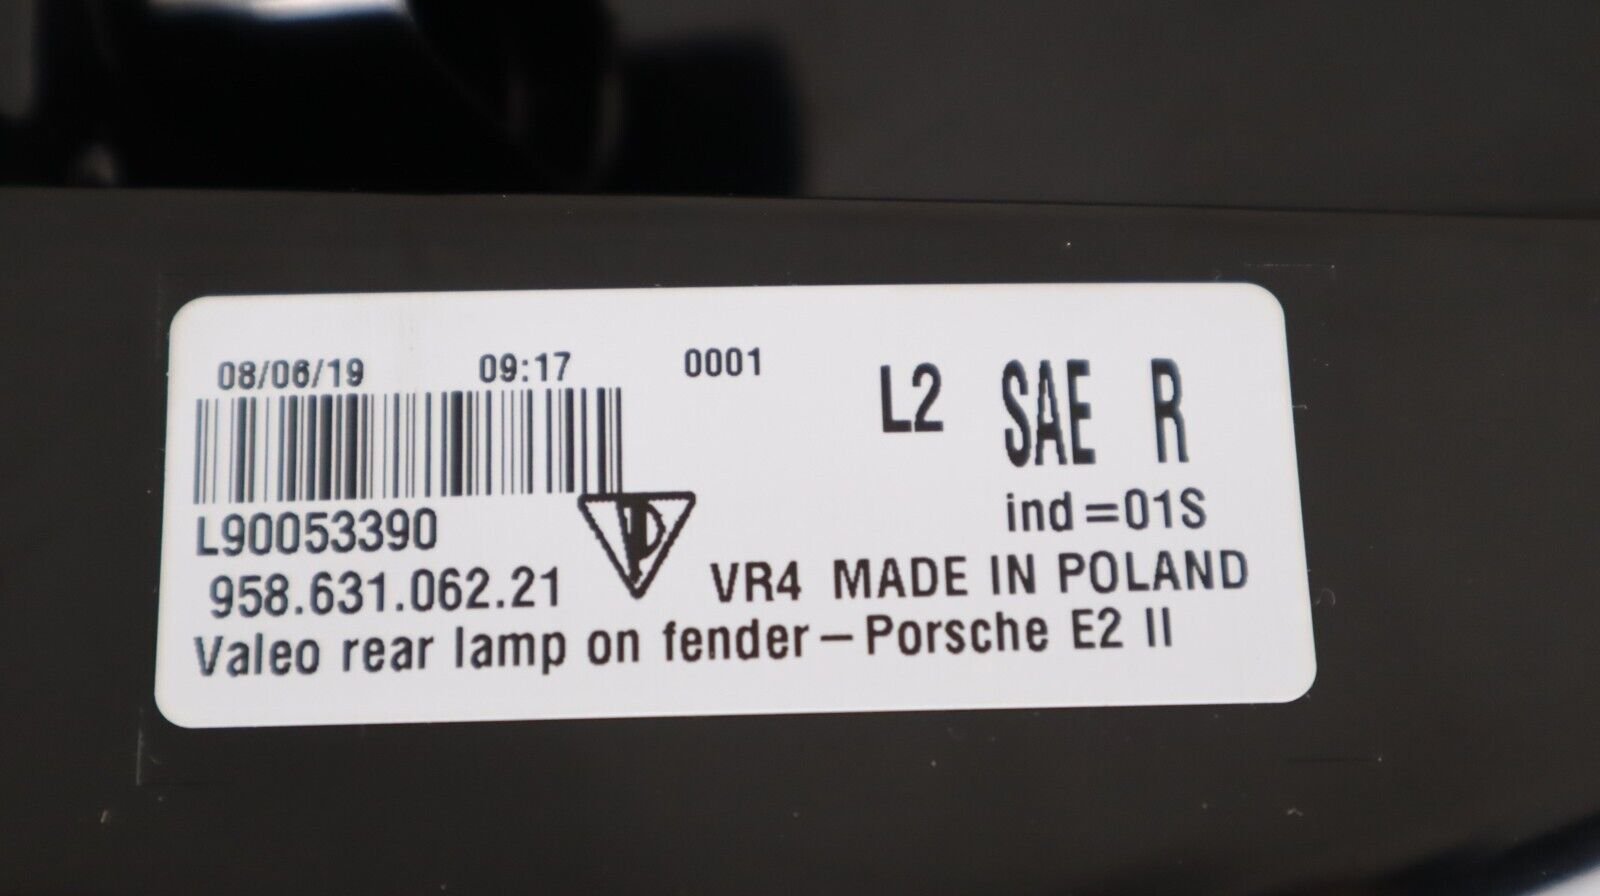 08/06/19 09:17 0001
L2 SAE R
ind=01S
L90053390
958.631.062.21
VR4 MADE IN POLAND
Valeo rear lamp on fender–Porsche E2 II